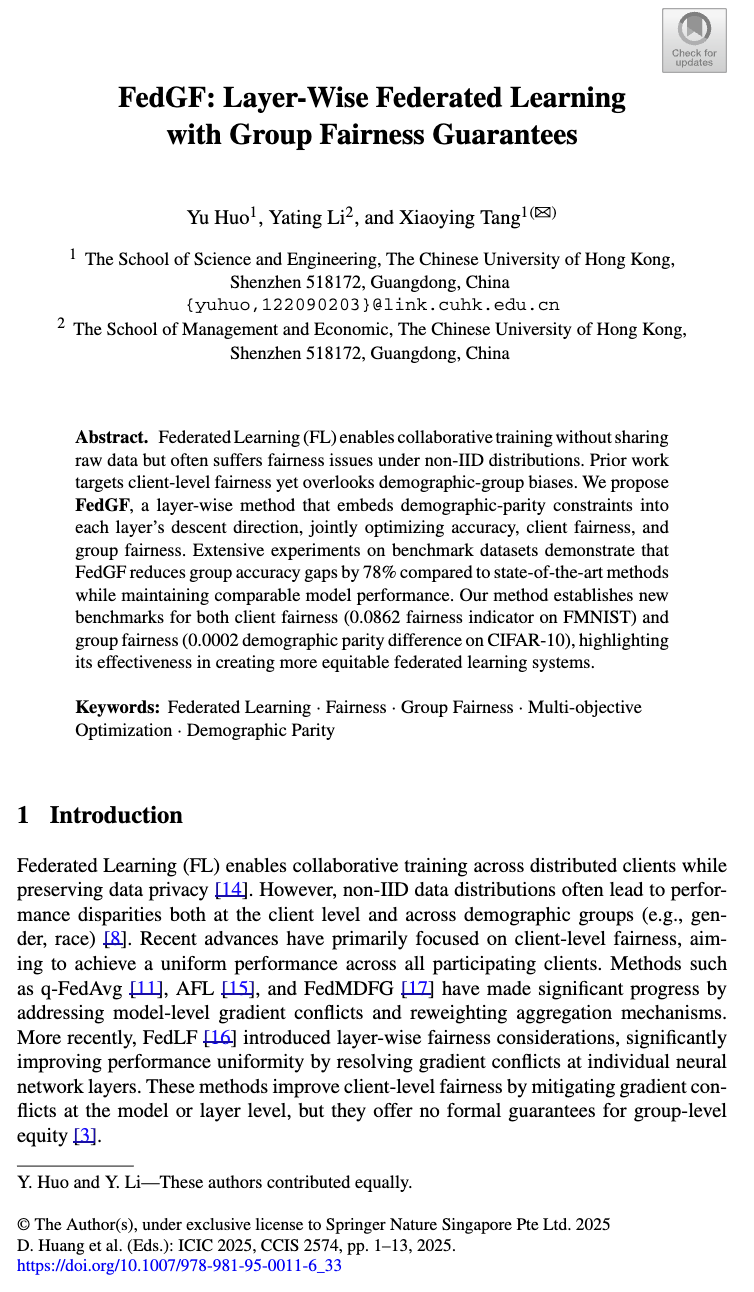 Check for
updates
FedGF: Layer-Wise Federated Learning
with Group Fairness Guarantees
Yu Huo1, Yating Li2, and Xiaoying Tang1(✉)
1 The School of Science and Engineering, The Chinese University of Hong Kong,
Shenzhen 518172, Guangdong, China
{yuhuo,122090203}@link.cuhk.edu.cn
2 The School of Management and Economic, The Chinese University of Hong Kong,
Shenzhen 518172, Guangdong, China
Abstract. Federated Learning (FL) enables collaborative training without sharing
raw data but often suffers fairness issues under non-IID distributions. Prior work
targets client-level fairness yet overlooks demographic-group biases. We propose
FedGF, a layer-wise method that embeds demographic-parity constraints into
each layer's descent direction, jointly optimizing accuracy, client fairness, and
group fairness. Extensive experiments on benchmark datasets demonstrate that
FedGF reduces group accuracy gaps by 78% compared to state-of-the-art methods
while maintaining comparable model performance. Our method establishes new
benchmarks for both client fairness (0.0862 fairness indicator on FMNIST) and
group fairness (0.0002 demographic parity difference on CIFAR-10), highlighting
its effectiveness in creating more equitable federated learning systems.
Keywords: Federated Learning · Fairness · Group Fairness · Multi-objective
Optimization · Demographic Parity
1 Introduction
Federated Learning (FL) enables collaborative training across distributed clients while
preserving data privacy [14]. However, non-IID data distributions often lead to perfor-
mance disparities both at the client level and across demographic groups (e.g., gen-
der, race) [8]. Recent advances have primarily focused on client-level fairness, aim-
ing to achieve a uniform performance across all participating clients. Methods such
as q-FedAvg [11], AFL [15], and FedMDFG [17] have made significant progress by
addressing model-level gradient conflicts and reweighting aggregation mechanisms.
More recently, FedLF [16] introduced layer-wise fairness considerations, significantly
improving performance uniformity by resolving gradient conflicts at individual neural
network layers. These methods improve client-level fairness by mitigating gradient con-
flicts at the model or layer level, but they offer no formal guarantees for group-level
equity [3].
Y. Huo and Y. Li—These authors contributed equally.
© The Author(s), under exclusive license to Springer Nature Singapore Pte Ltd. 2025
D. Huang et al. (Eds.): ICIC 2025, CCIS 2574, pp. 1–13, 2025.
https://doi.org/10.1007/978-981-95-0011-6_33